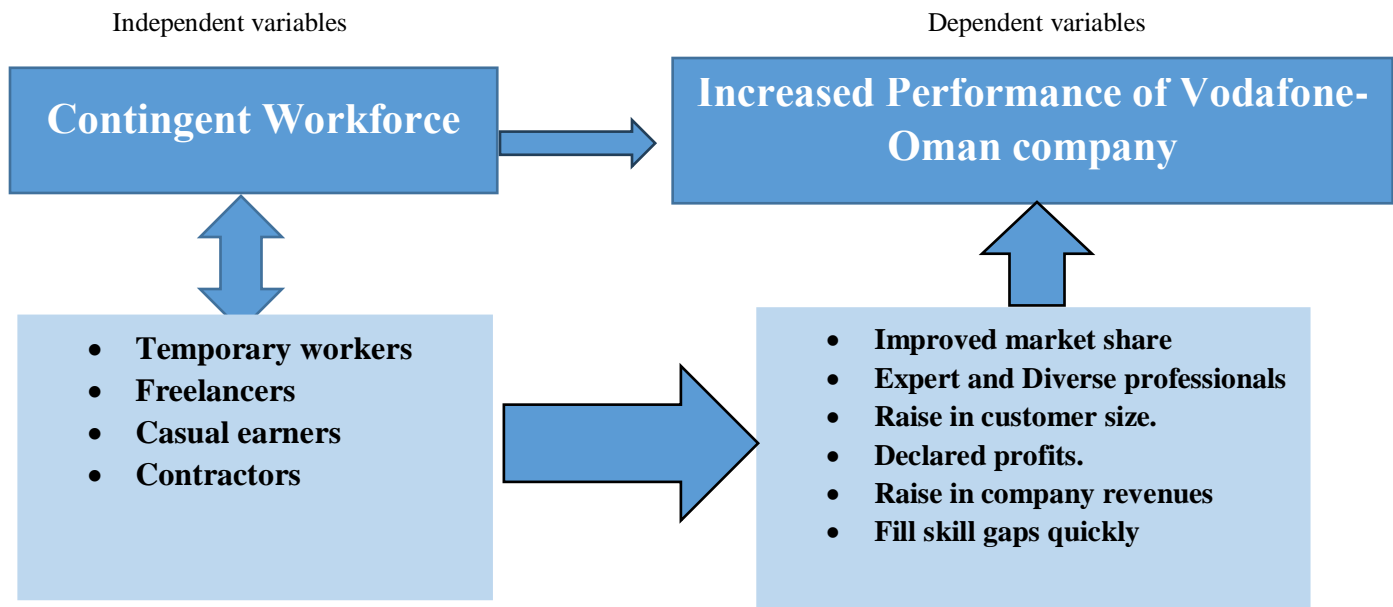 Independent variables
Dependent variables
Contingent Workforce
Increased Performance of Vodafone-
Oman company
• Temporary workers
• Freelancers
• Casual earners
• Contractors
• Improved market share
• Expert and Diverse professionals
• Raise in customer size.
• Declared profits.
• Raise in company revenues
• Fill skill gaps quickly